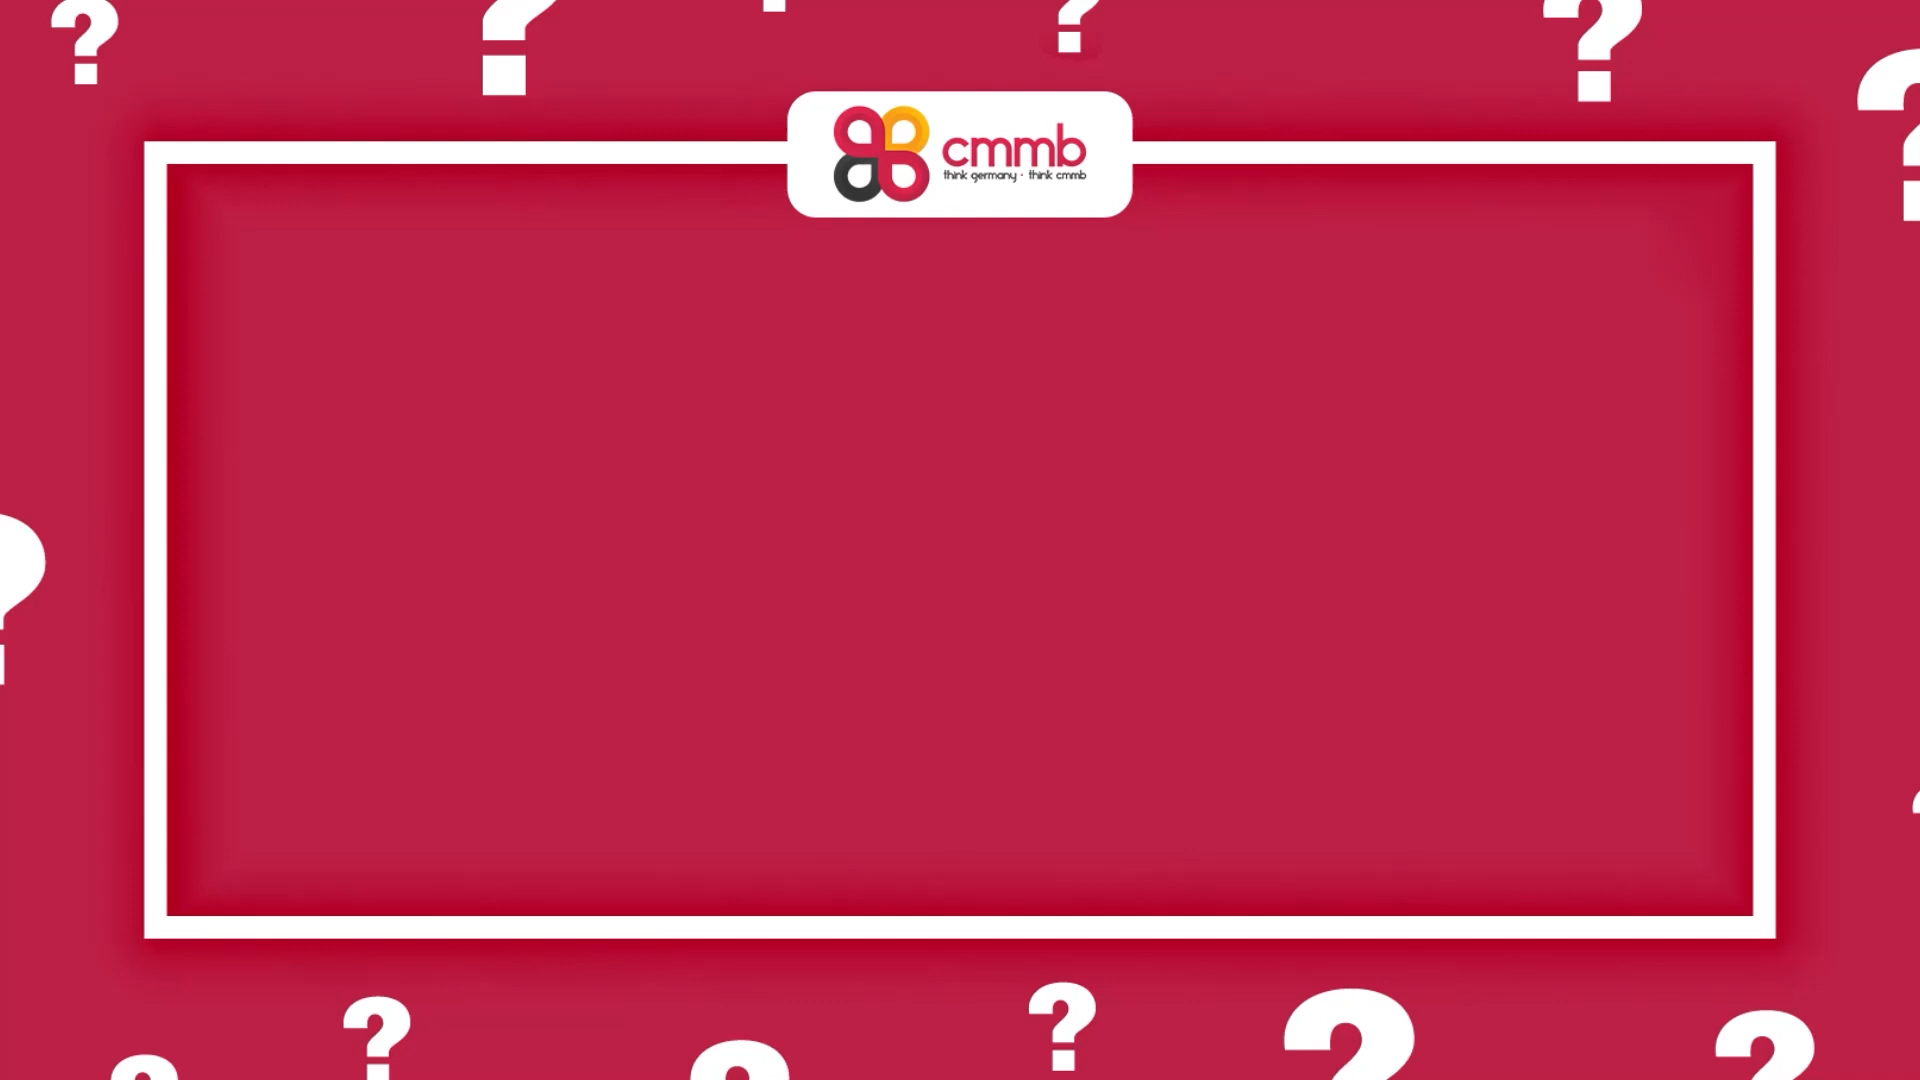 ? ? ? ? ?
?
cmmb
think germany · think cmmb
?
? ? ? ? ? ?